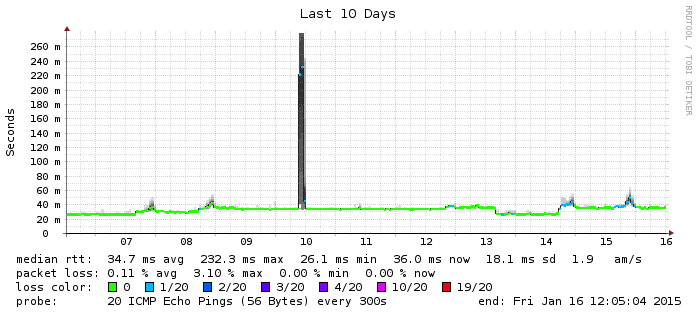 Last 10 Days
RRDTOOL / TOBI OETIKER
Seconds
260 m
240 m
220 m
200 m
180 m
160 m
140 m
120 m
100 m
80 m
60 m
40 m
20 m
0
07 08 09 10 11 12 13 14 15 16
median rtt: 34.7 ms avg 232.3 ms max 26.1 ms min 36.0 ms now 18.1 ms sd 1.9 am/s
packet loss: 0.11 % avg 3.10 % max 0.00 % min 0.00 % now
loss color: 0 1/20 2/20 3/20 4/20 10/20 19/20
probe: 20 ICMP Echo Pings (56 Bytes) every 300s end: Fri Jan 16 12:05:04 2015